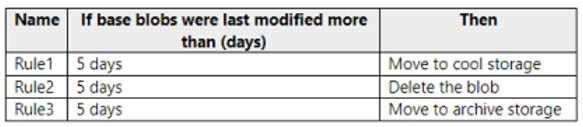 Name If base blobs were last modified more Then
than (days)
Rule1 5 days Move to cool storage
Rule2 5 days Delete the blob
Rule3 5 days Move to archive storage